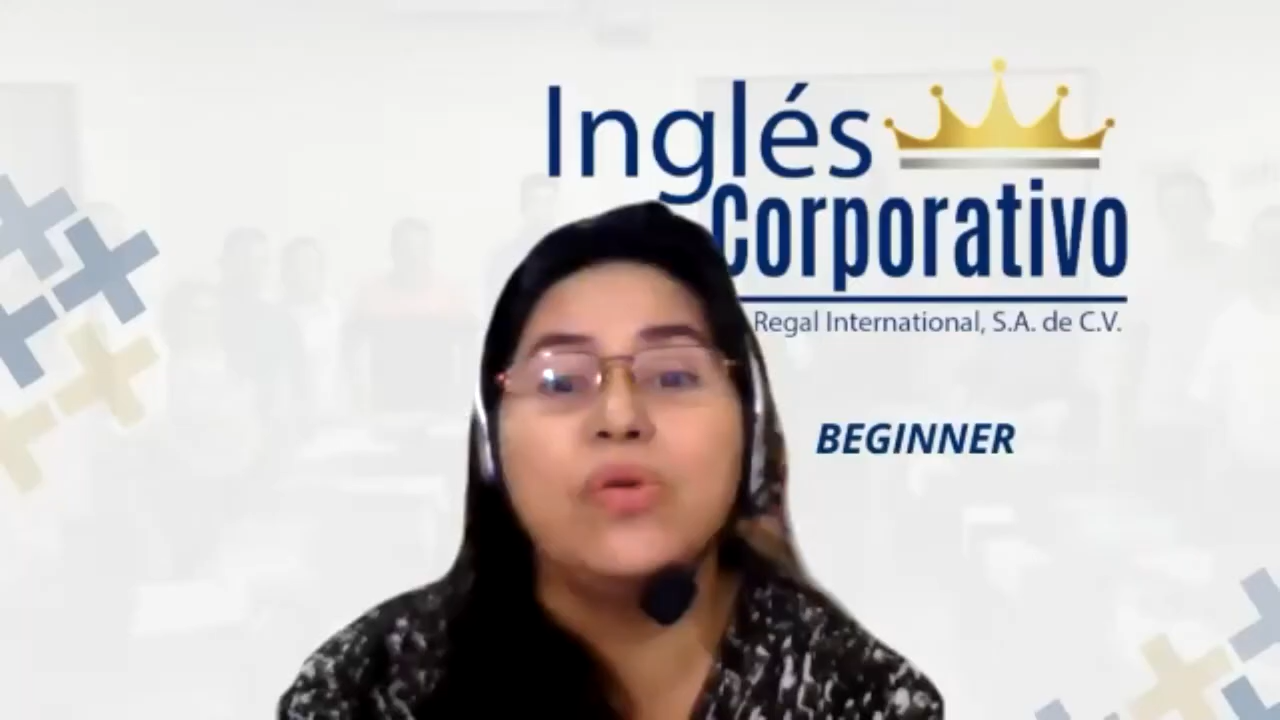 Inglés
Corporativo
Regal International, S.A. de C.V.
BEGINNER